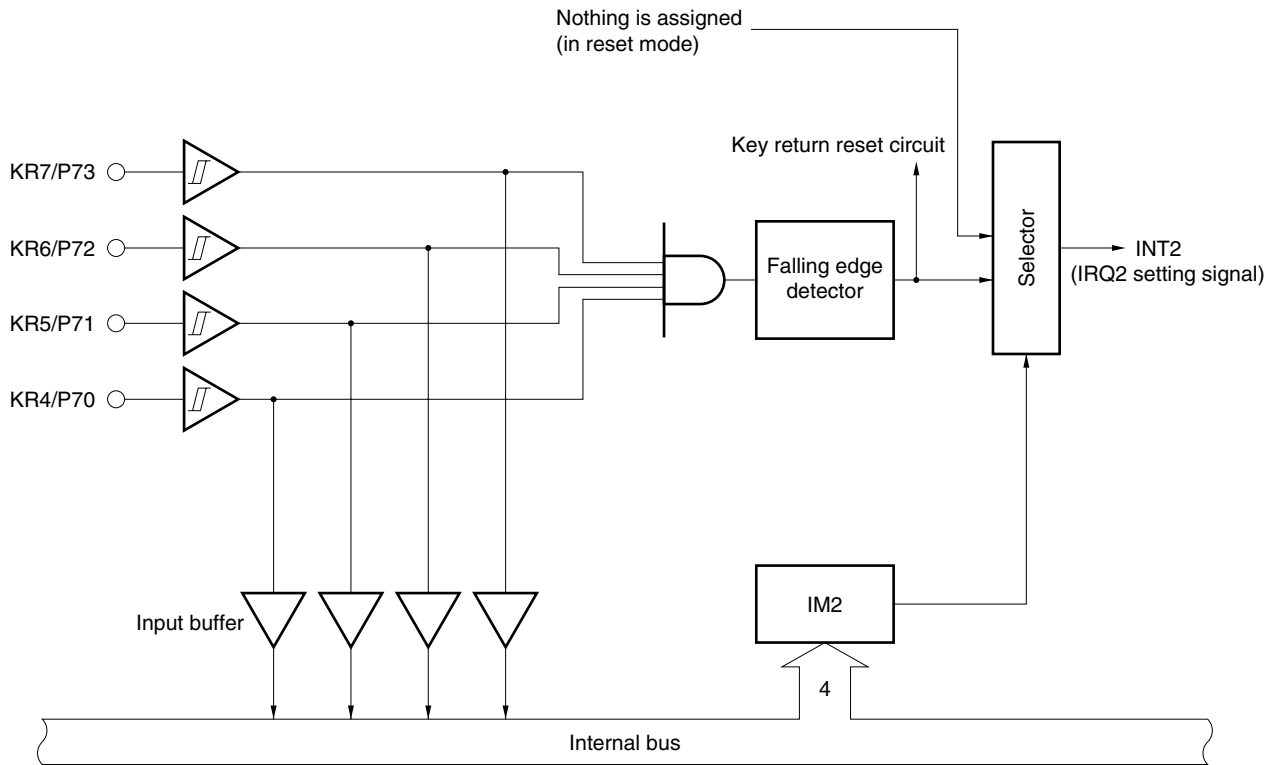 Nothing is assigned
(in reset mode)
Key return reset circuit
KR7/P73
KR6/P72
KR5/P71
KR4/P70
Falling edge
detector
Selector
INT2
(IRQ2 setting signal)
Input buffer
IM2
4
Internal bus